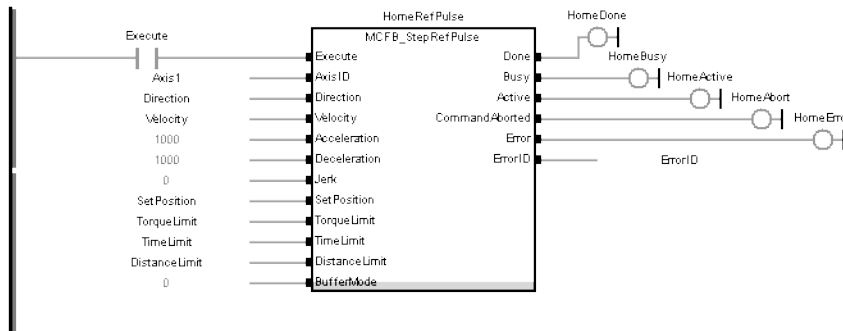 HomeRefPulse
MCFB_StepRefPulse
Execute
Execute
Axis1
AxisID
Direction
Direction
Velocity
Velocity
1000
Acceleration
1000
Deceleration
0
Jerk
SetPosition
SetPosition
TorqueLimit
TorqueLimit
TimeLimit
TimeLimit
DistanceLimit
DistanceLimit
0
BufferMode
Done
HomeDone
Busy
HomeBusy
Active
HomeActive
CommandAborted
HomeAbort
Error
HomeErro
ErrorID
ErrorID